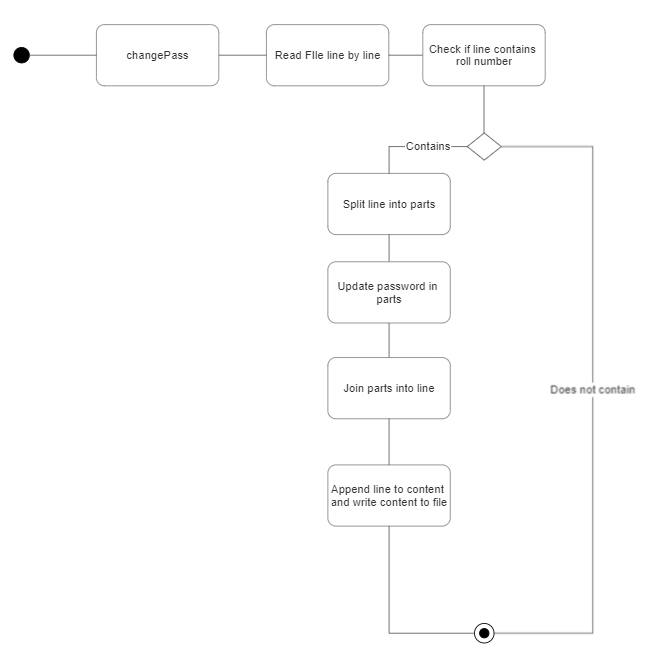 changePass
Read FIle line by line
Check if line contains
roll number
Contains
Split line into parts
Update password in
parts
Does not contain
Join parts into line
Append line to content
and write content to file